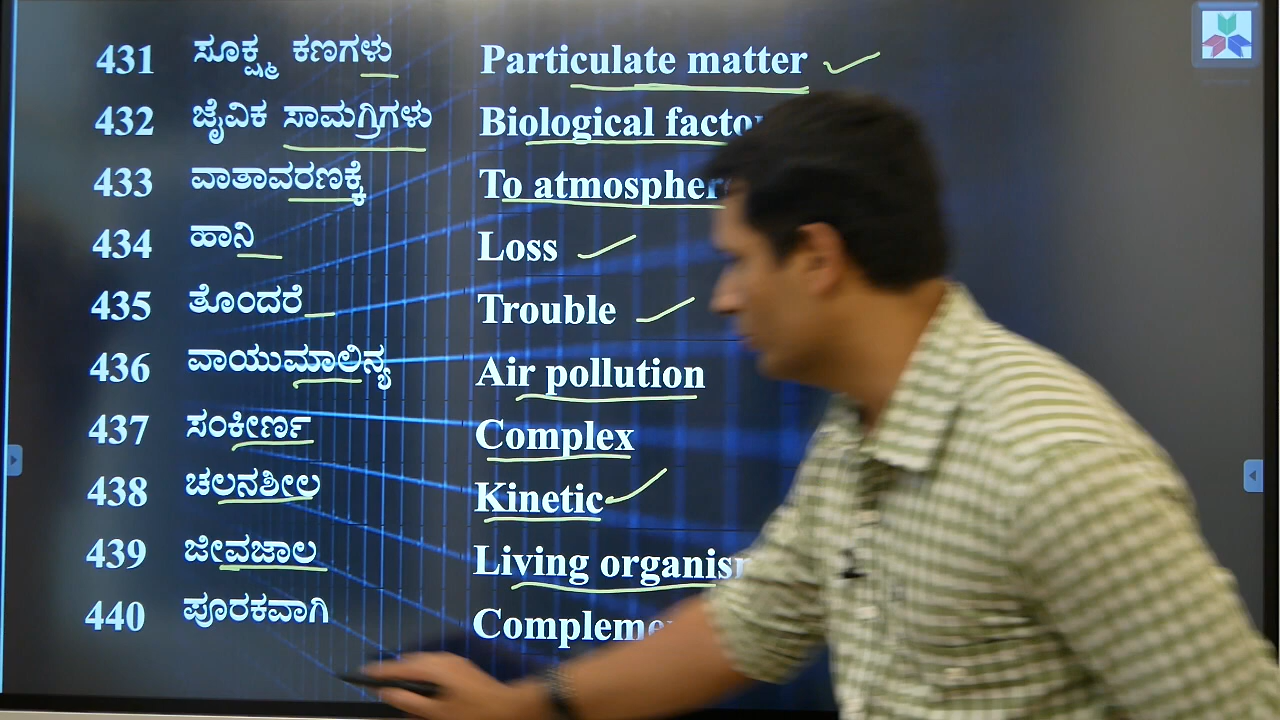 431 ಸೂಕ್ಷ್ಮ ಕಣಗಳು Particulate matter
432 ಜೈವಿಕ ಸಾಮಗ್ರಿಗಳು Biological
433 ವಾತಾವರಣಕ್ಕೆ To
434 ಹಾನಿ Loss
435 ತೊಂದರೆ Trouble
436 ವಾಯುಮಾಲಿನ್ಯ Air pollution
437 ಸಂಕೀರ್ಣ Complex
438 ಚಲನಶೀಲ Kinetic
439 ಜೀವಜಾಲ Living
440 ಪೂರಕವಾಗಿ